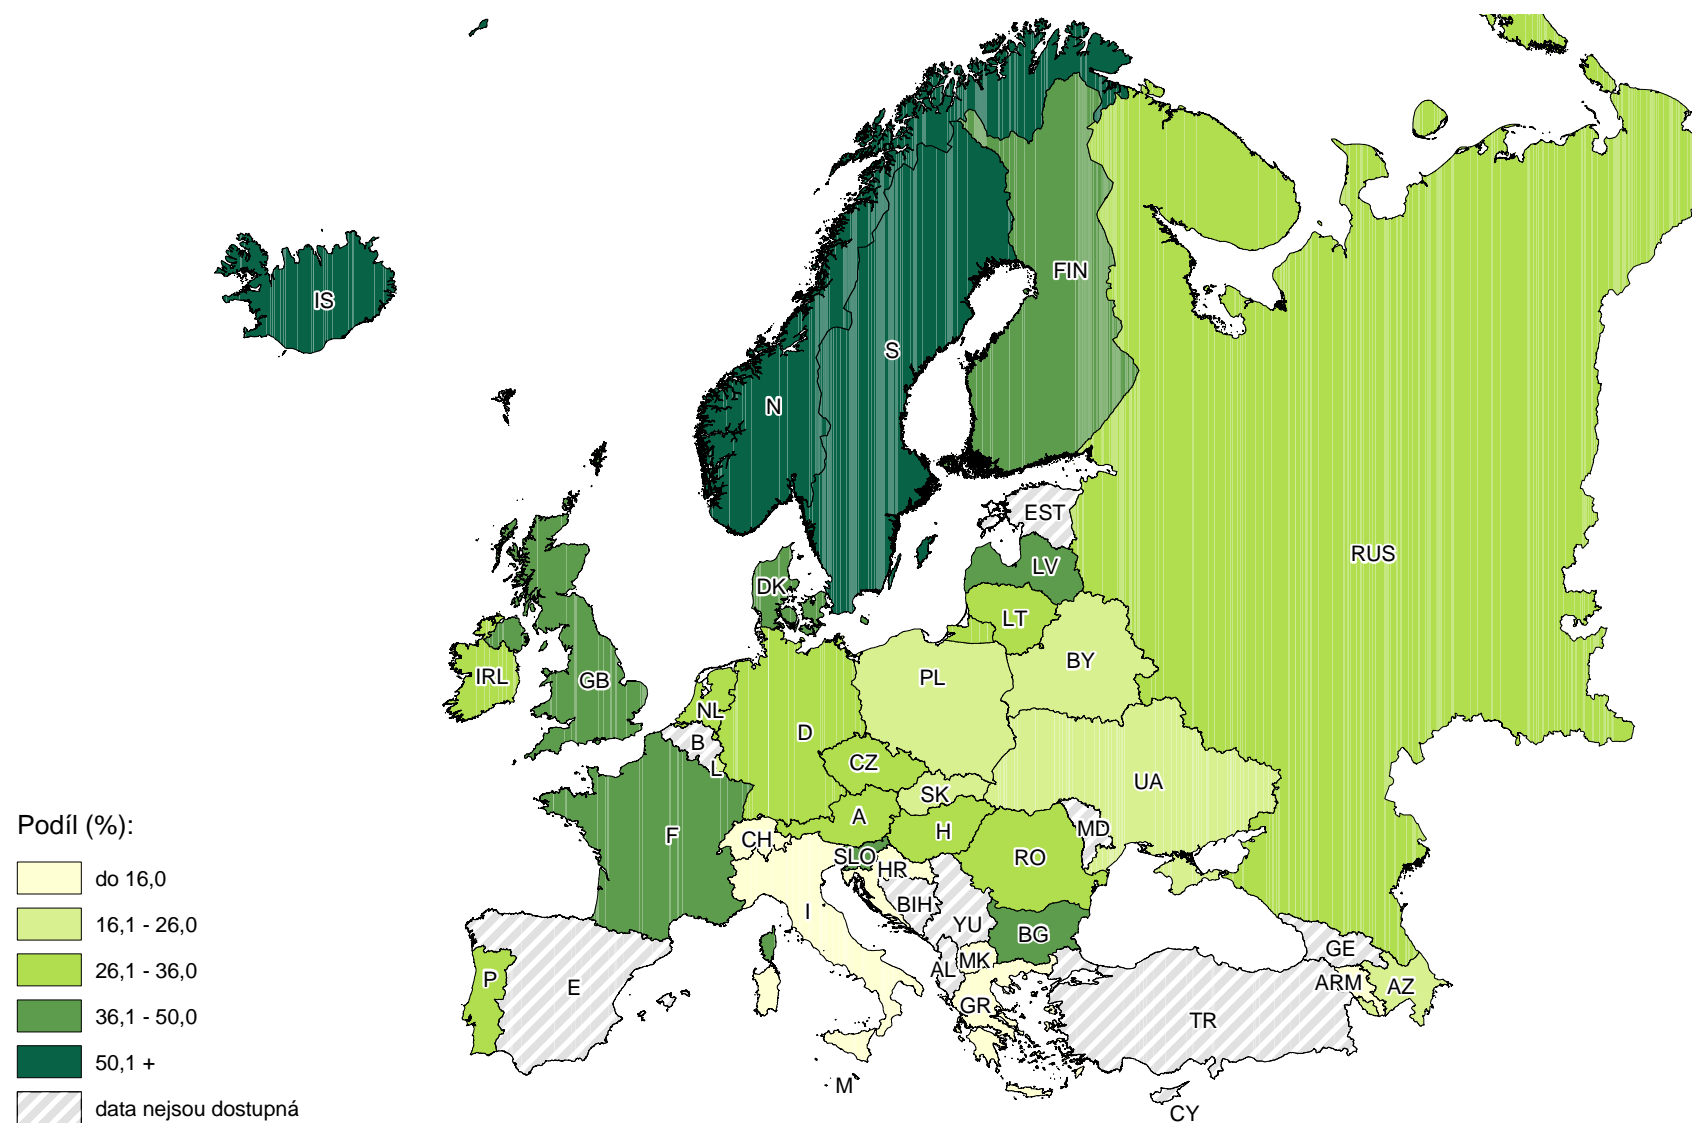 IS
FIN
S
N
EST
RUS
LV
DK
LT
BY
PL
IRL
GB
NL
D
B
CZ
L
UA
SK
A
H
MD
F
CH
RO
SLO
HR
BIH
I
YU
BG
GE
MK
AL
P
E
ARM
AZ
GR
TR
M
CY
Podíl (%):
do 16,0
16,1 - 26,0
26,1 - 36,0
36,1 - 50,0
50,1 +
data nejsou dostupná